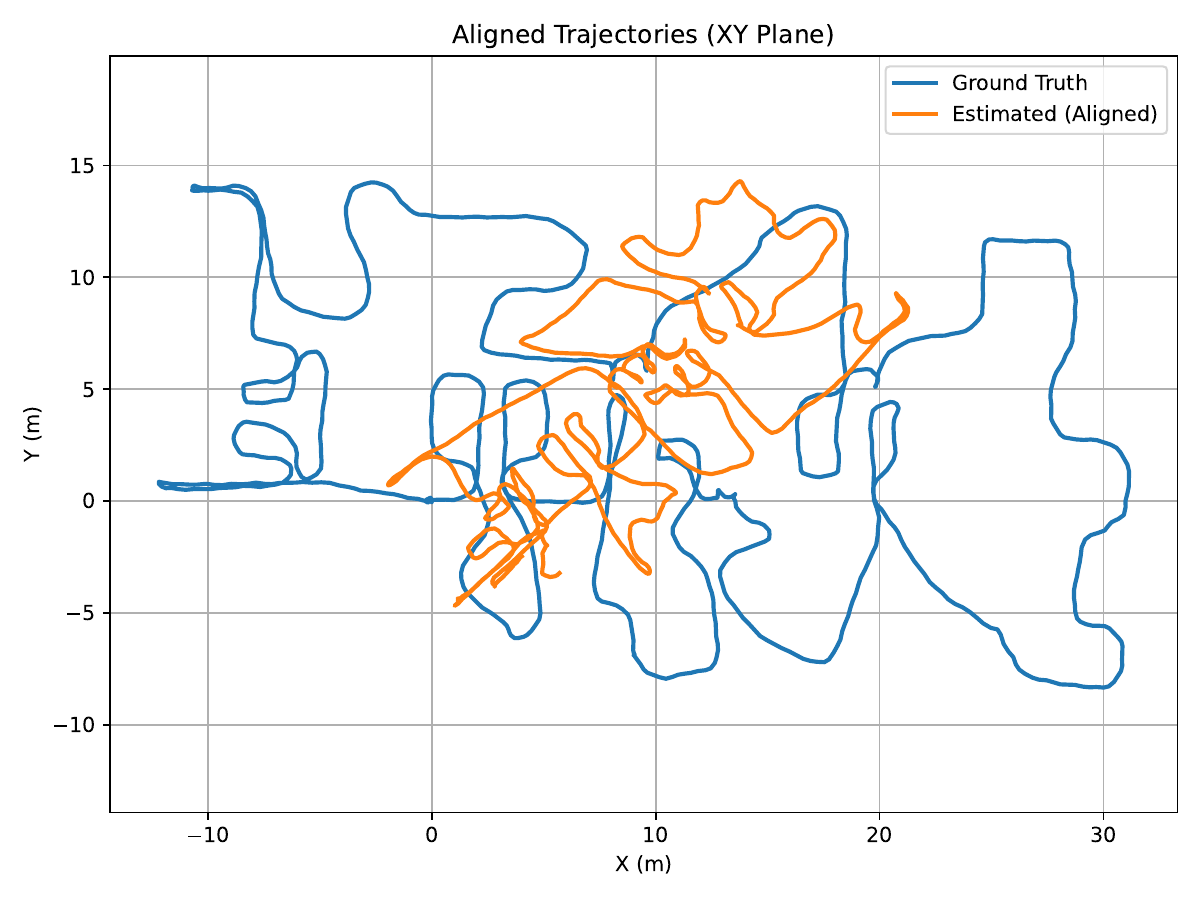 Aligned Trajectories (XY Plane)
Ground Truth
Estimated (Aligned)
Y (m)
15
10
5
0
−5
−10
−10
0
10
20
30
X (m)